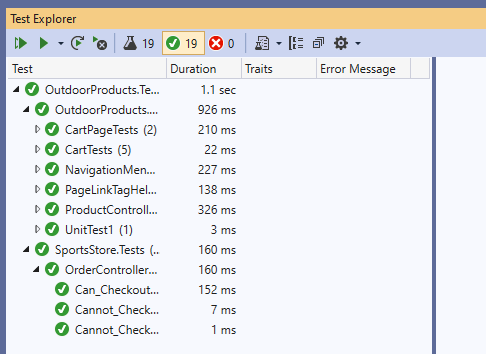 Test Explorer
19 19 0
Test Duration Traits Error Message
OutdoorProducts.Te... 1.1 sec
OutdoorProducts.... 926 ms
CartPageTests (2) 210 ms
CartTests (5) 22 ms
NavigationMen... 227 ms
PageLinkTagHel... 138 ms
ProductControll... 326 ms
UnitTest1 (1) 3 ms
SportsStore.Tests (.. 160 ms
OrderController... 160 ms
Can_Checkout... 152 ms
Cannot_Check... 7 ms
Cannot_Check... 1 ms